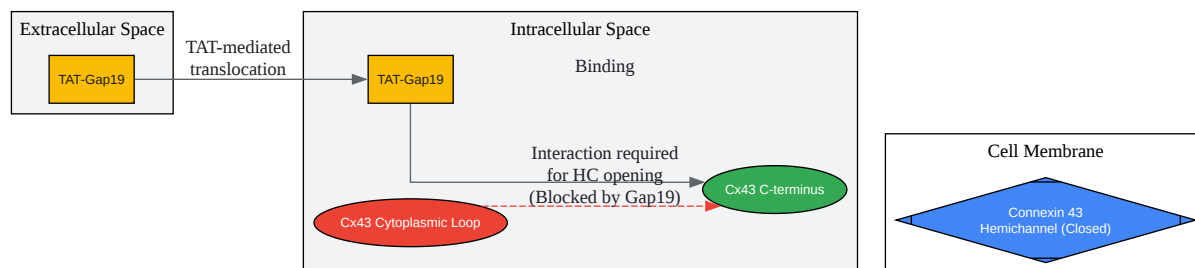 Extracellular Space
TAT-Gap19
TAT-mediated
translocation
Intracellular Space
TAT-Gap19
Binding
Interaction required
for HC opening
(Blocked by Gap19)
Cx43 C-terminus
Cx43 Cytoplasmic Loop
Cell Membrane
Connexin 43
Hemichannel (Closed)